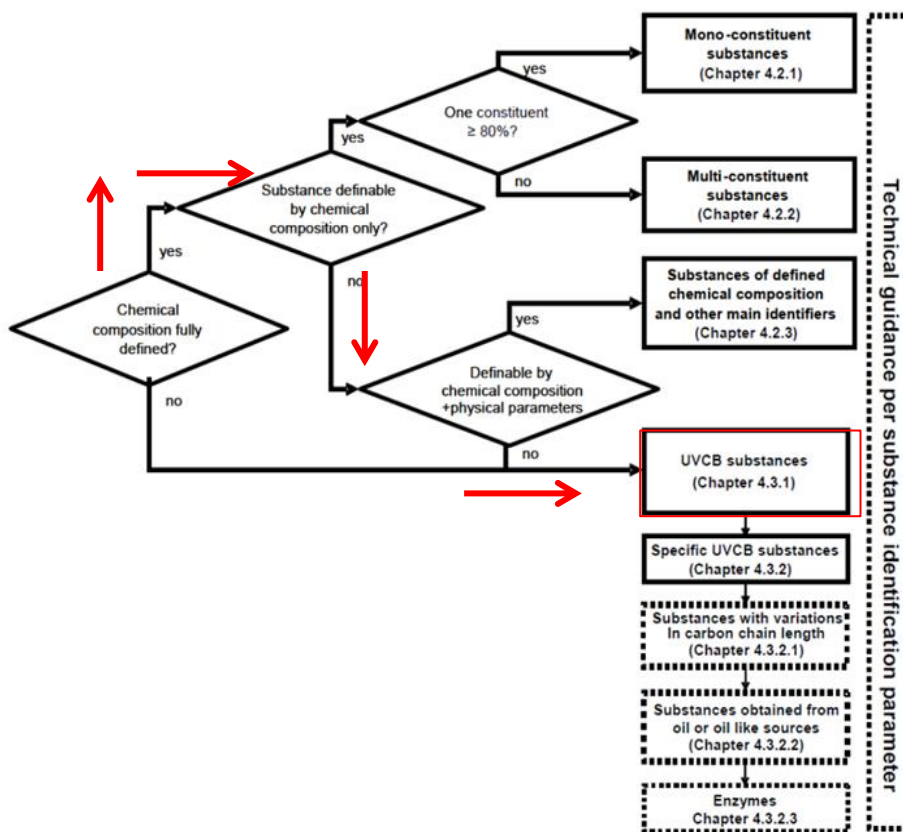 Mono-constituent
substances
(Chapter 4.2.1)
yes
One constituent
≥ 80%?
yes
no
Substance definable
by chemical
composition only?
Multi-constituent
substances
(Chapter 4.2.2)
yes
no
Chemical
composition fully
defined?
Substances of defined
chemical composition
and other main identifiers
(Chapter 4.2.3)
yes
Definable by
chemical composition
+physical parameters
no
no
UVCB substances
(Chapter 4.3.1)
Specific UVCB substances
(Chapter 4.3.2)
Substances with variations
In carbon chain length
(Chapter 4.3.2.1)
Substances obtained from
oil or oil like sources
(Chapter 4.3.2.2)
Enzymes
Chapter 4.3.2.3
Technical guidance per substance identification parameter